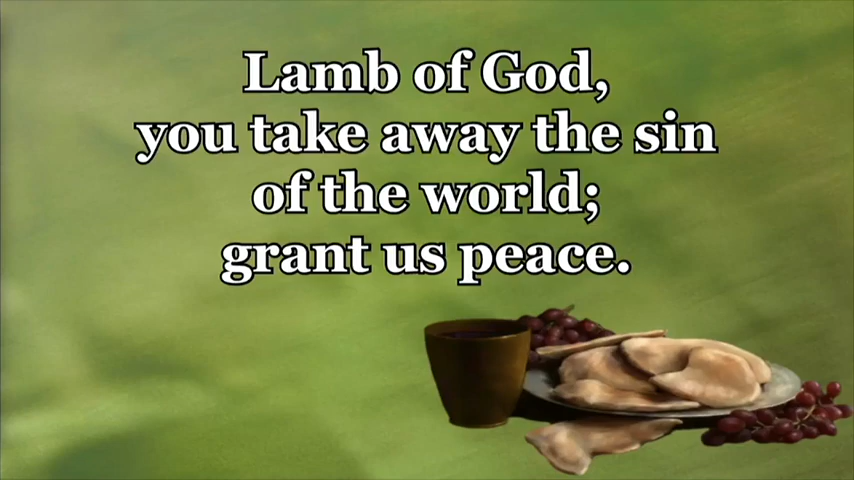 Lamb of God,
you take away the sin
of the world;
grant us peace.